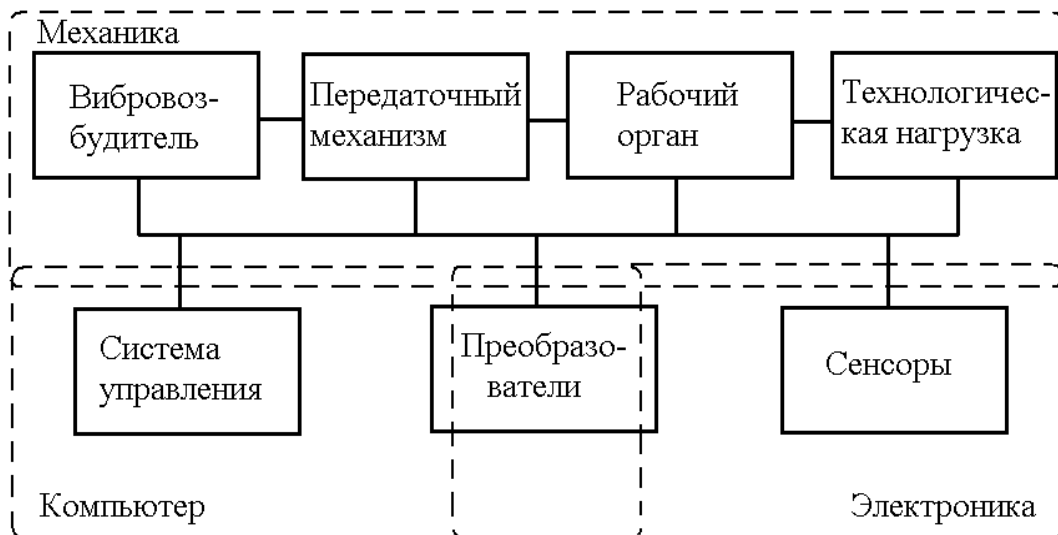 Механика
Вибровоз-
будитель
Передаточный
механизм
Рабочий
орган
Технологичес-
кая нагрузка
Система
управления
Преобразо-
ватели
Сенсоры
Компьютер
Электроника